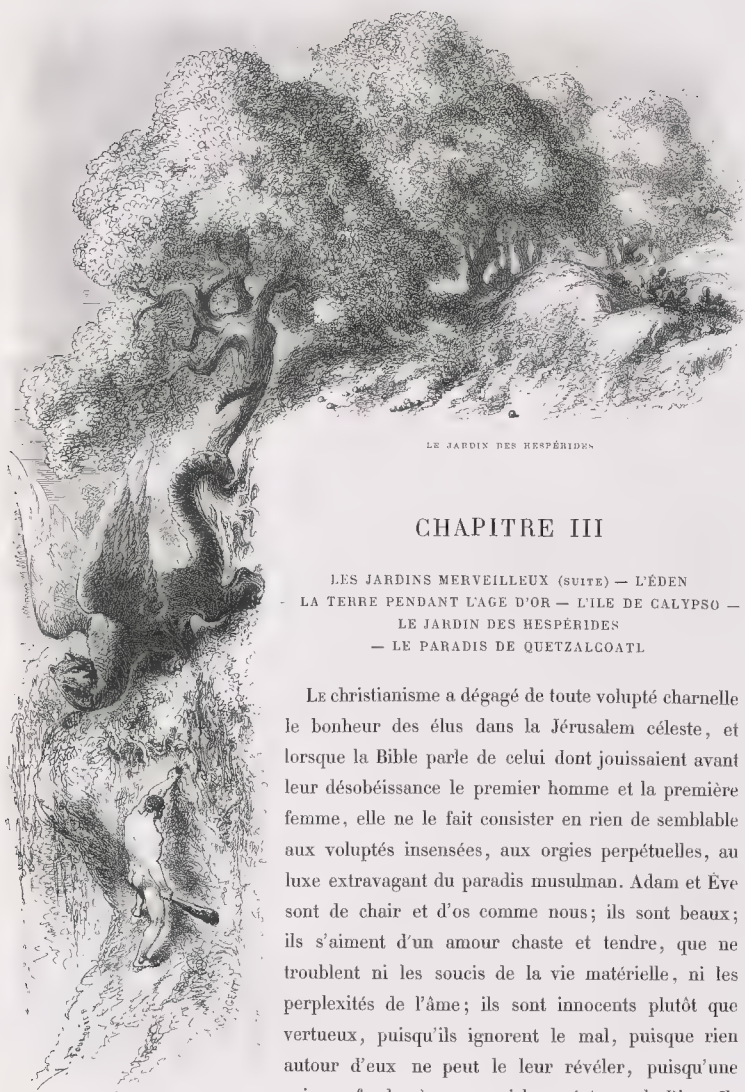 LE JARDIN DES HESPÉRIDES
CHAPITRE III
LES JARDINS MERVEILLEUX (SUITE) — L'ÉDEN
LA TERRE PENDANT L'AGE D'OR — L'ILE DE CALYPSO —
LE JARDIN DES HESPÉRIDES
— LE PARADIS DE QUETZALCOATL
LE christianisme a dégagé de toute volupté charnelle
le bonheur des élus dans la Jérusalem céleste, et
lorsque la Bible parle de celui dont jouissaient avant
leur désobéissance le premier homme et la première
femme, elle ne le fait consister en rien de semblable
aux voluptés insensées, aux orgies perpétuelles, au
luxe extravagant du paradis musulman. Adam et Ève
sont de chair et d'os comme nous; ils sont beaux;
ils s'aiment d'un amour chaste et tendre, que ne
troublent ni les soucis de la vie matérielle, ni les
perplexités de l'âme; ils sont innocents plutôt que
vertueux, puisqu'ils ignorent le mal, puisque rien
autour d'eux ne peut le leur révéler, puisqu'une